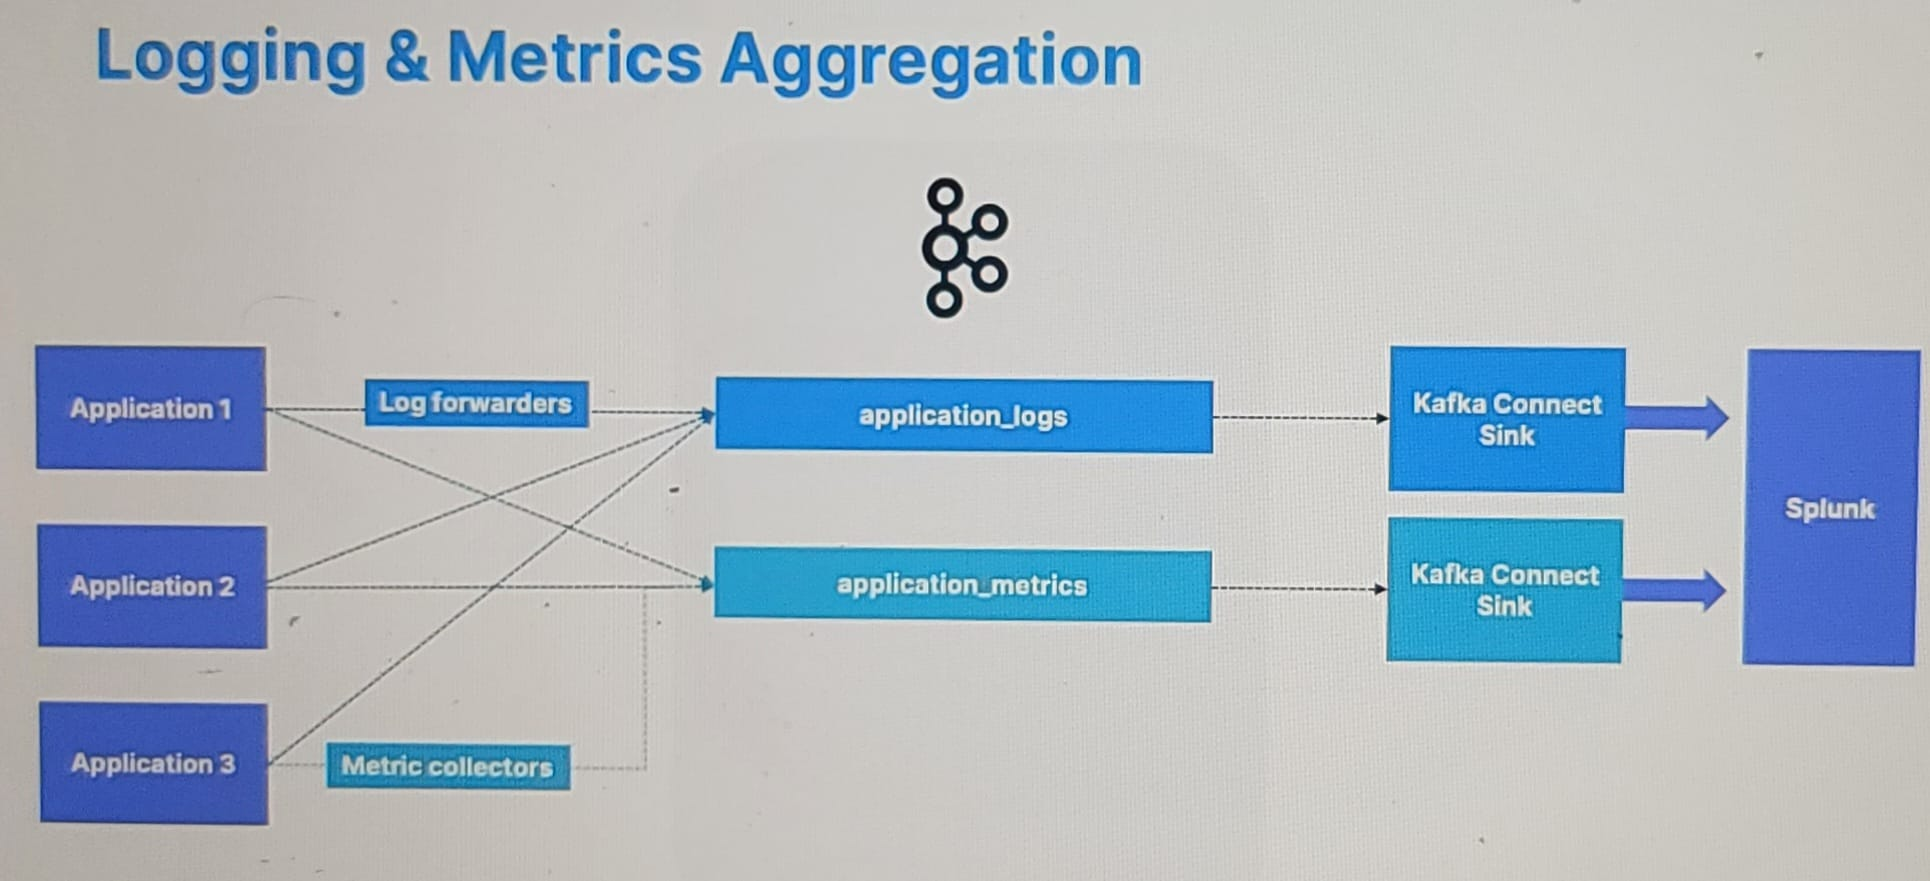 Logging & Metrics Aggregation
Application 1
Log forwarders
application_logs
Kafka Connect
Sink
Splunk
Application 2
application_metrics
Kafka Connect
Sink
Application 3
Metric collectors